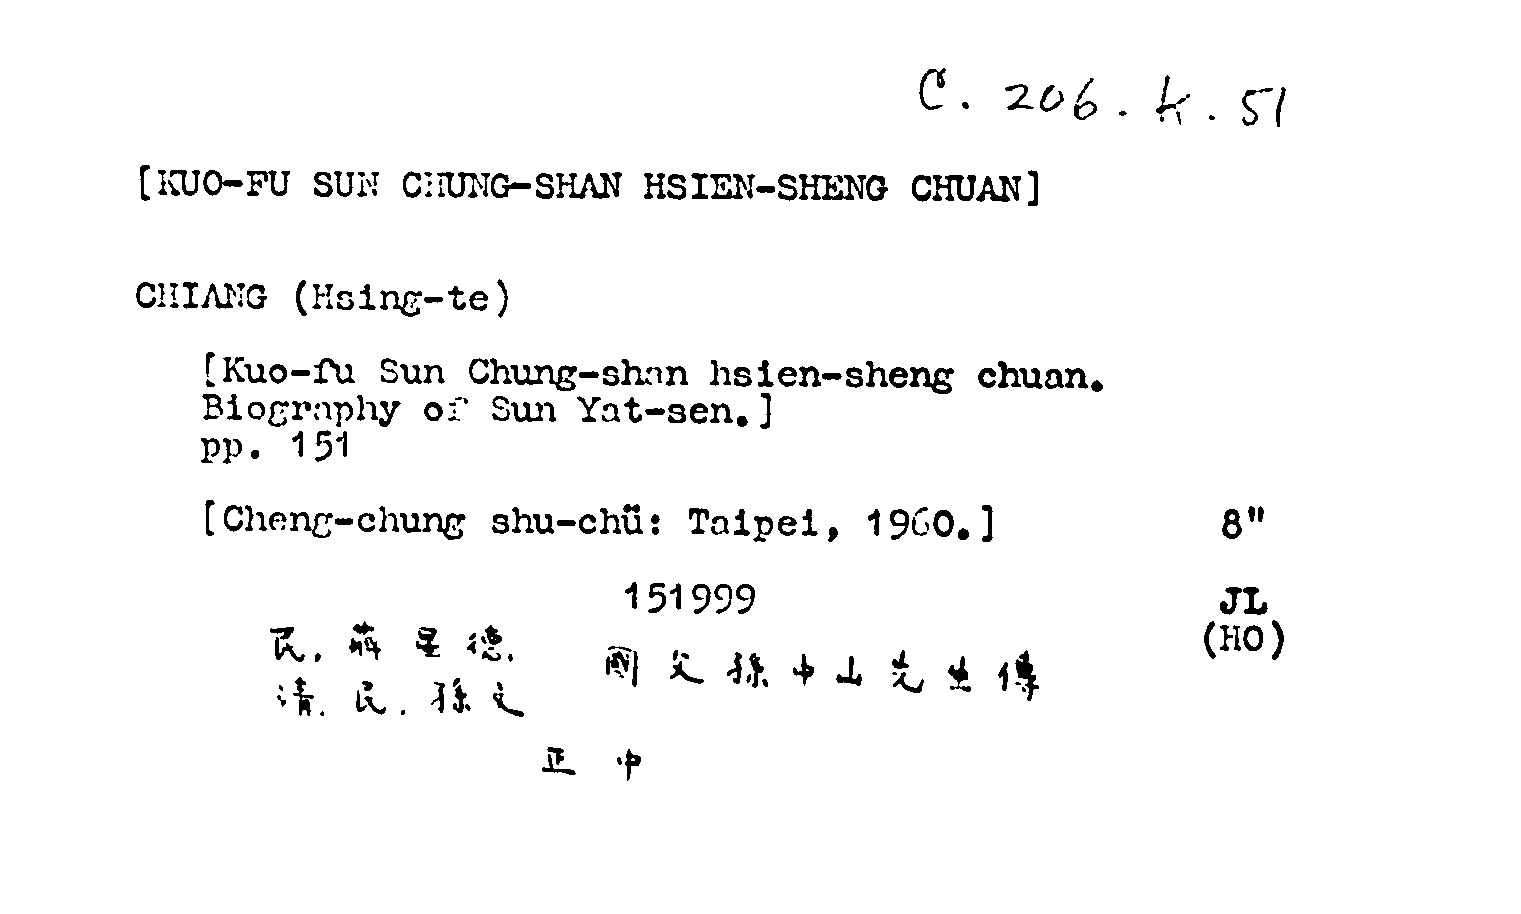 C. 206. k. 51
[KUO-FU SUN CHUNG-SHAN HSIEN-SHENG CHUAN]
CHIANG (Hsing-te)
[Kuo-fu Sun Chung-shan hsien-sheng chuan.
Biography of Sun Yat-sen.]
pp. 151
[Cheng-chung shu-chü: Taipei, 1960.] 8"
151999 JL
(HO)
民. 蔣星德. 國父孫中山先生傳
清. 民. 孫文
正中